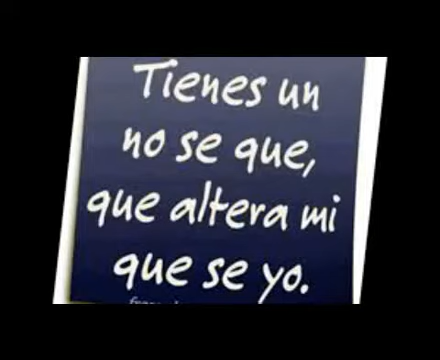 Tienes un
no se que,
que altera mi
que se yo.